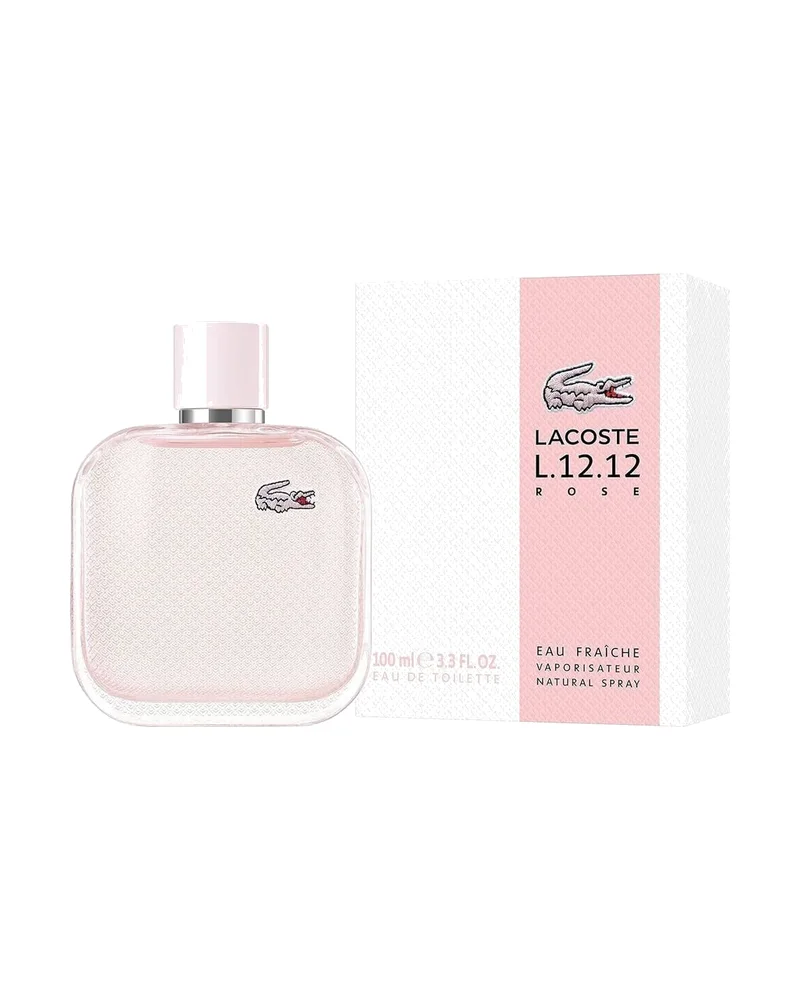 LACOSTE
L.12.12
ROSE
100 ml ℮ 3.3 FL.OZ.
EAU DE TOILETTE
EAU FRAÎCHE
VAPORISATEUR
NATURAL SPRAY